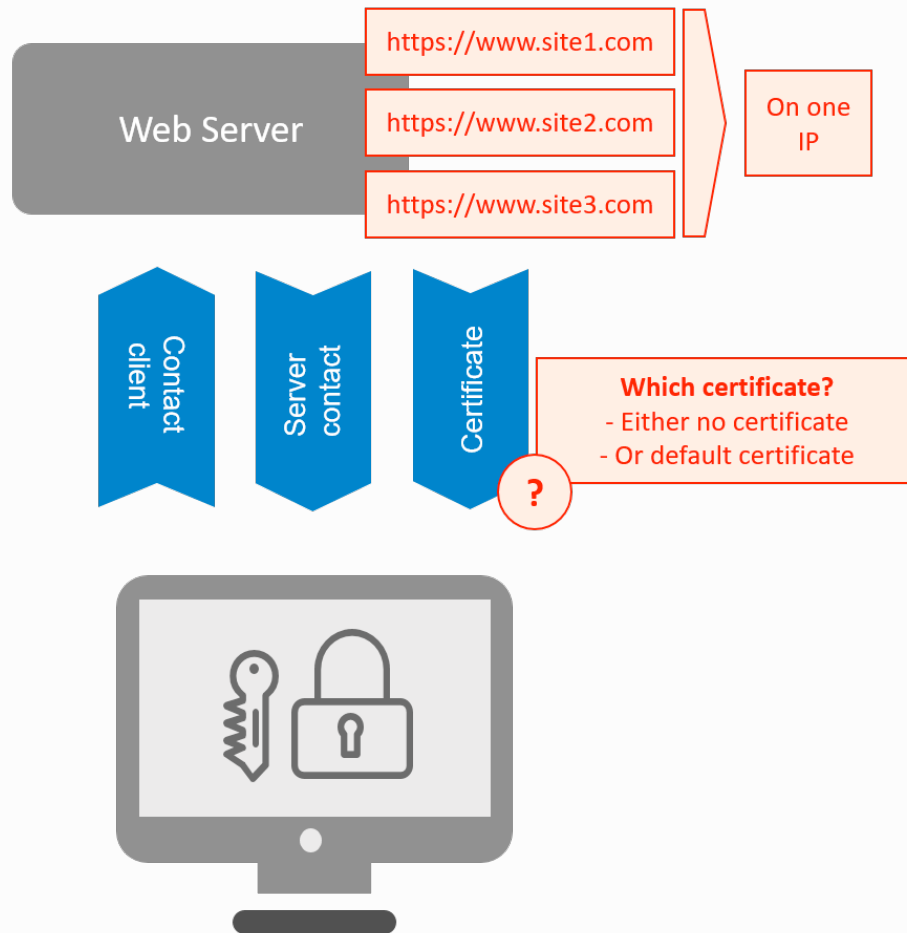 https://www.site1.com
Web Server
https://www.site2.com
https://www.site3.com
On one
IP
Contact
client
Server
contact
Certificate
Which certificate?
- Either no certificate
- Or default certificate
?